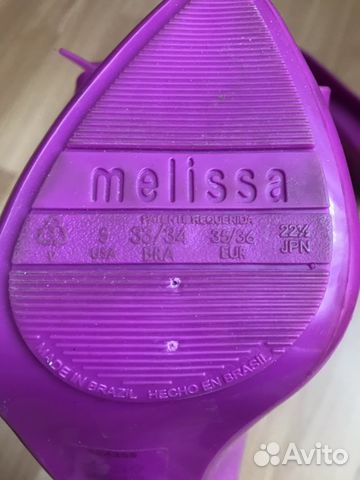 melissa
PATENTE REQUERIDA
33/34 35/36 22½
USA BRA EUR JPN
MADE IN BRAZIL HECHO EN BRASIL
Avito